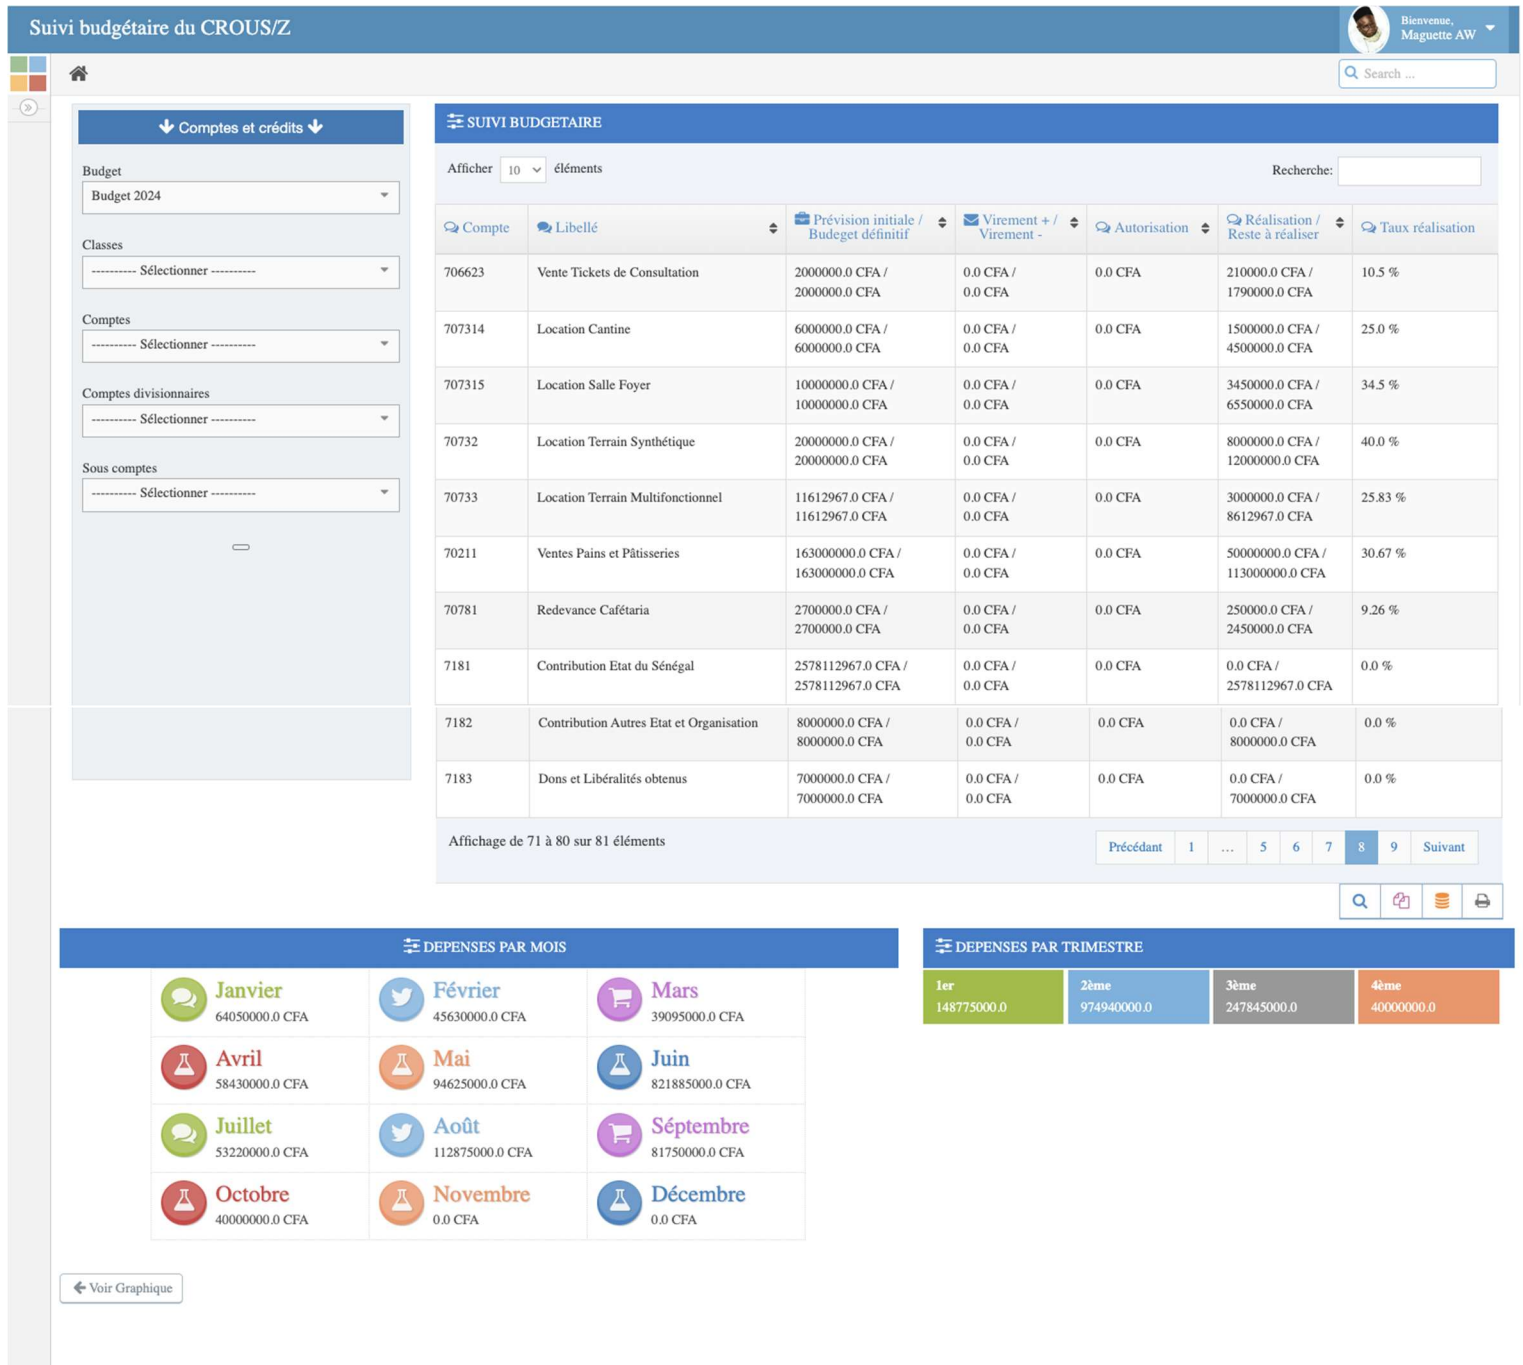 Suivi budgétaire du CROUS/Z
Bienvenue,
Maguette AW
Search ...
Comptes et crédits
Budget
Budget 2024
Classes
---------- Sélectionner ----------
Comptes
---------- Sélectionner ----------
Comptes divisionnaires
---------- Sélectionner ----------
Sous comptes
---------- Sélectionner ----------
SUIVI BUDGETAIRE
Afficher 10 éléments
Recherche:
Compte Libellé Prévision initiale / Budeget définitif Virement + / Virement - Autorisation Réalisation / Reste à réaliser Taux réalisation
706623 Vente Tickets de Consultation 2000000.0 CFA / 0.0 CFA / 0.0 CFA 210000.0 CFA / 10.5 %
2000000.0 CFA 0.0 CFA 1790000.0 CFA
707314 Location Cantine 6000000.0 CFA / 0.0 CFA / 0.0 CFA 1500000.0 CFA / 25.0 %
6000000.0 CFA 0.0 CFA 4500000.0 CFA
707315 Location Salle Foyer 10000000.0 CFA / 0.0 CFA / 0.0 CFA 3450000.0 CFA / 34.5 %
10000000.0 CFA 0.0 CFA 6550000.0 CFA
70732 Location Terrain Synthétique 20000000.0 CFA / 0.0 CFA / 0.0 CFA 8000000.0 CFA / 40.0 %
20000000.0 CFA 0.0 CFA 12000000.0 CFA
70733 Location Terrain Multifonctionnel 11612967.0 CFA / 0.0 CFA / 0.0 CFA 3000000.0 CFA / 25.83 %
11612967.0 CFA 0.0 CFA 8612967.0 CFA
70211 Ventes Pains et Pâtisseries 163000000.0 CFA / 0.0 CFA / 0.0 CFA 50000000.0 CFA / 30.67 %
163000000.0 CFA 0.0 CFA 113000000.0 CFA
70781 Redevance Cafétaria 2700000.0 CFA / 0.0 CFA / 0.0 CFA 250000.0 CFA / 9.26 %
2700000.0 CFA 0.0 CFA 2450000.0 CFA
7181 Contribution Etat du Sénégal 2578112967.0 CFA / 0.0 CFA / 0.0 CFA 0.0 CFA / 0.0 %
2578112967.0 CFA 0.0 CFA 2578112967.0 CFA
7182 Contribution Autres Etat et Organisation 8000000.0 CFA / 0.0 CFA / 0.0 CFA 0.0 CFA / 0.0 %
8000000.0 CFA 0.0 CFA 8000000.0 CFA
7183 Dons et Libéralités obtenus 7000000.0 CFA / 0.0 CFA / 0.0 CFA 0.0 CFA / 0.0 %
7000000.0 CFA 0.0 CFA 7000000.0 CFA
Affichage de 71 à 80 sur 81 éléments
Précédant 1 ... 5 6 7 8 9 Suivant
DEPENSES PAR MOIS
Janvier Février Mars
64050000.0 CFA 45630000.0 CFA 39095000.0 CFA
Avril Mai Juin
58430000.0 CFA 94625000.0 CFA 821885000.0 CFA
Juillet Août Séptembre
53220000.0 CFA 112875000.0 CFA 81750000.0 CFA
Octobre Novembre Décembre
40000000.0 CFA 0.0 CFA 0.0 CFA
DEPENSES PAR TRIMESTRE
1er 2ème 3ème 4ème
148775000.0 974940000.0 247845000.0 40000000.0
Voir Graphique